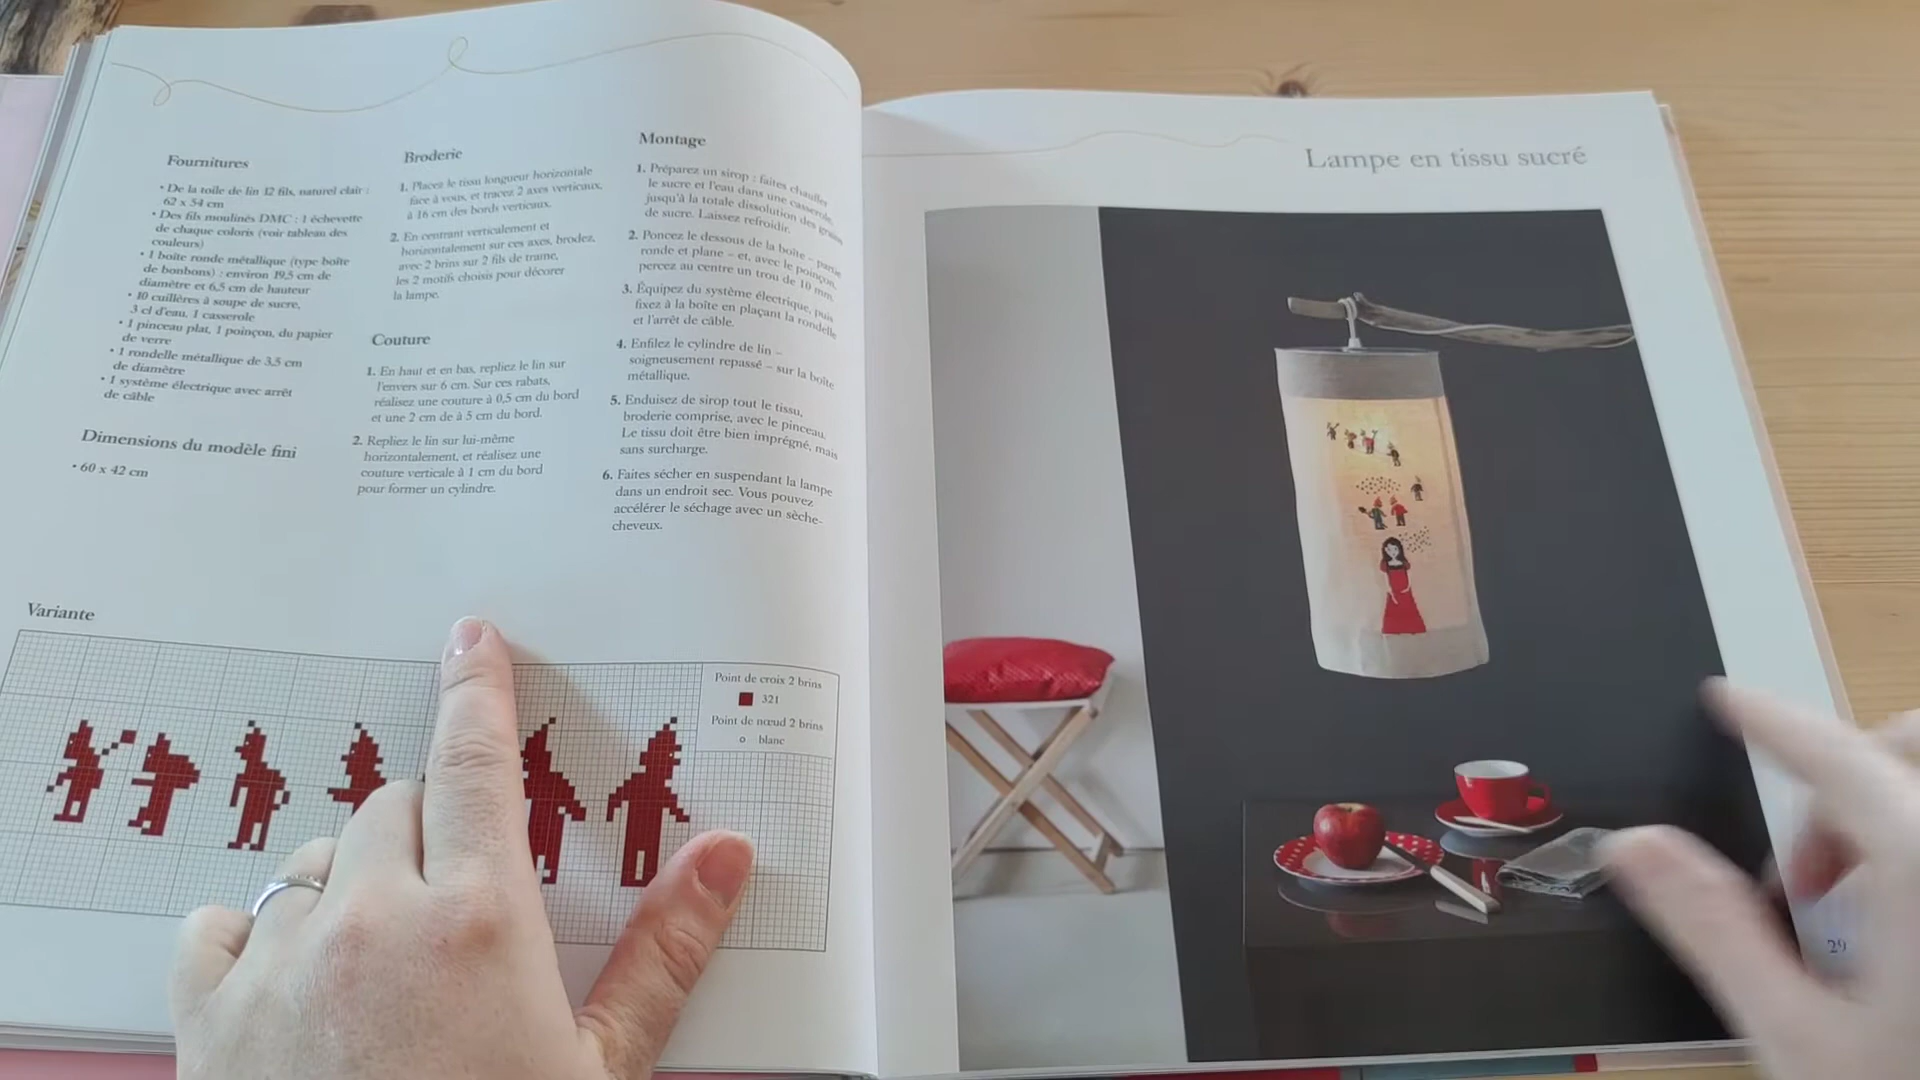 Fournitures
• De la toile de lin 12 fils, naturel clair :
62 x 54 cm
• Des fils moulinés DMC : 1 échevette
de chaque coloris (voir tableau des
couleurs)
• 1 boîte ronde métallique (type boîte
de bonbons) : environ 19,5 cm de
diamètre et 6,5 cm de hauteur
• 10 cuillères à soupe de sucre,
3 cl d'eau, 1 casserole
• 1 pinceau plat, 1 poinçon, du papier
de verre
• 1 rondelle métallique de 3,5 cm
de diamètre
• 1 système électrique avec arrêt
de câble
Dimensions du modèle fini
• 60 x 42 cm
Broderie
1. Placez le tissu longueur horizontale
face à vous, et tracez 2 axes verticaux,
à 16 cm des bords verticaux.
2. En centrant verticalement et
horizontalement sur ces axes, brodez,
avec 2 brins sur 2 fils de trame,
les 2 motifs choisis pour décorer
la lampe.
Couture
1. En haut et en bas, repliez le lin sur
l'envers sur 6 cm. Sur ces rabats,
réalisez une couture à 0,5 cm du bord
et une 2 cm de à 5 cm du bord.
2. Repliez le lin sur lui-même
horizontalement, et réalisez une
couture verticale à 1 cm du bord
pour former un cylindre.
Montage
1. Préparez un sirop : faites chauffer
le sucre et l'eau dans une casserole,
jusqu'à la totale dissolution des grains
de sucre. Laissez refroidir.
2. Poncez le dessous de la boîte – partie
ronde et plane – et, avec le poinçon,
percez au centre un trou de 10 mm.
3. Équipez du système électrique, puis
fixez à la boîte en plaçant la rondelle
et l'arrêt de câble.
4. Enfilez le cylindre de lin –
soigneusement repassé – sur la boîte
métallique.
5. Enduisez de sirop tout le tissu,
broderie comprise, avec le pinceau.
Le tissu doit être bien imprégné, mais
sans surcharge.
6. Faites sécher en suspendant la lampe
dans un endroit sec. Vous pouvez
accélérer le séchage avec un sèche-
cheveux.
Variante
Point de croix 2 brins
321
Point de nœud 2 brins
o blanc
Lampe en tissu sucré
29